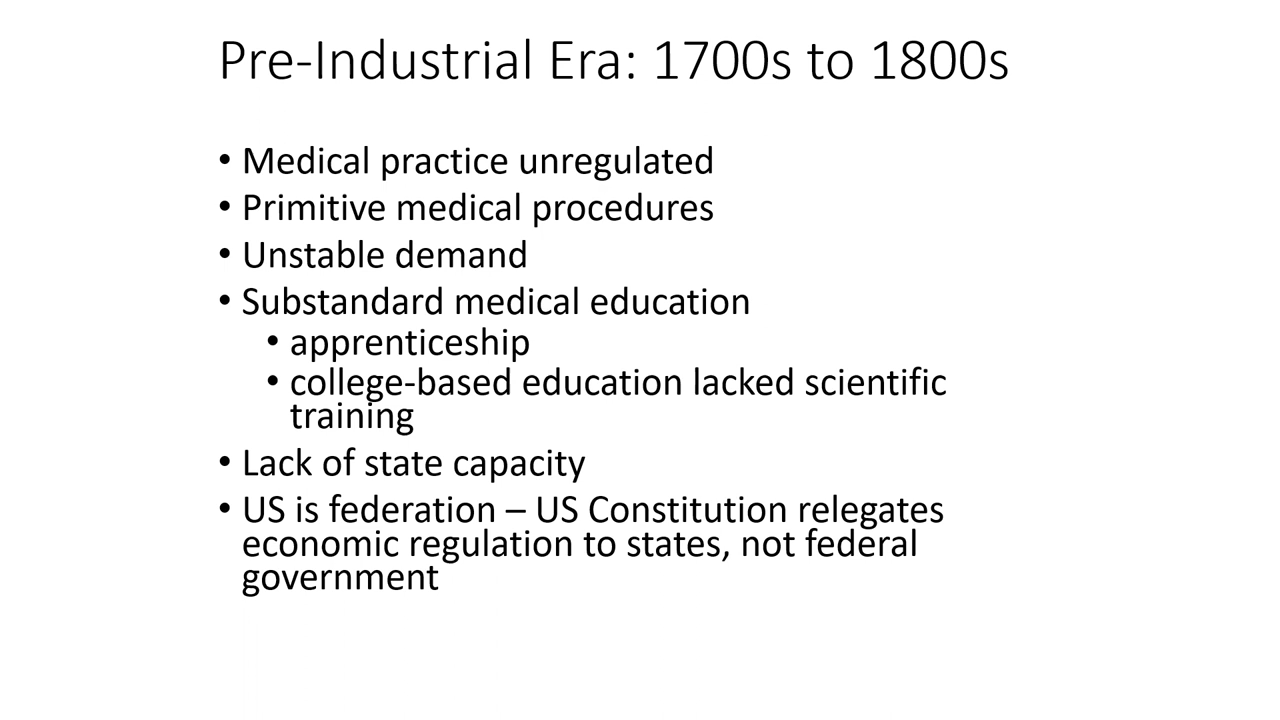 Pre-Industrial Era: 1700s to 1800s
• Medical practice unregulated
• Primitive medical procedures
• Unstable demand
• Substandard medical education
• apprenticeship
• college-based education lacked scientific
training
• Lack of state capacity
• US is federation – US Constitution relegates
economic regulation to states, not federal
government